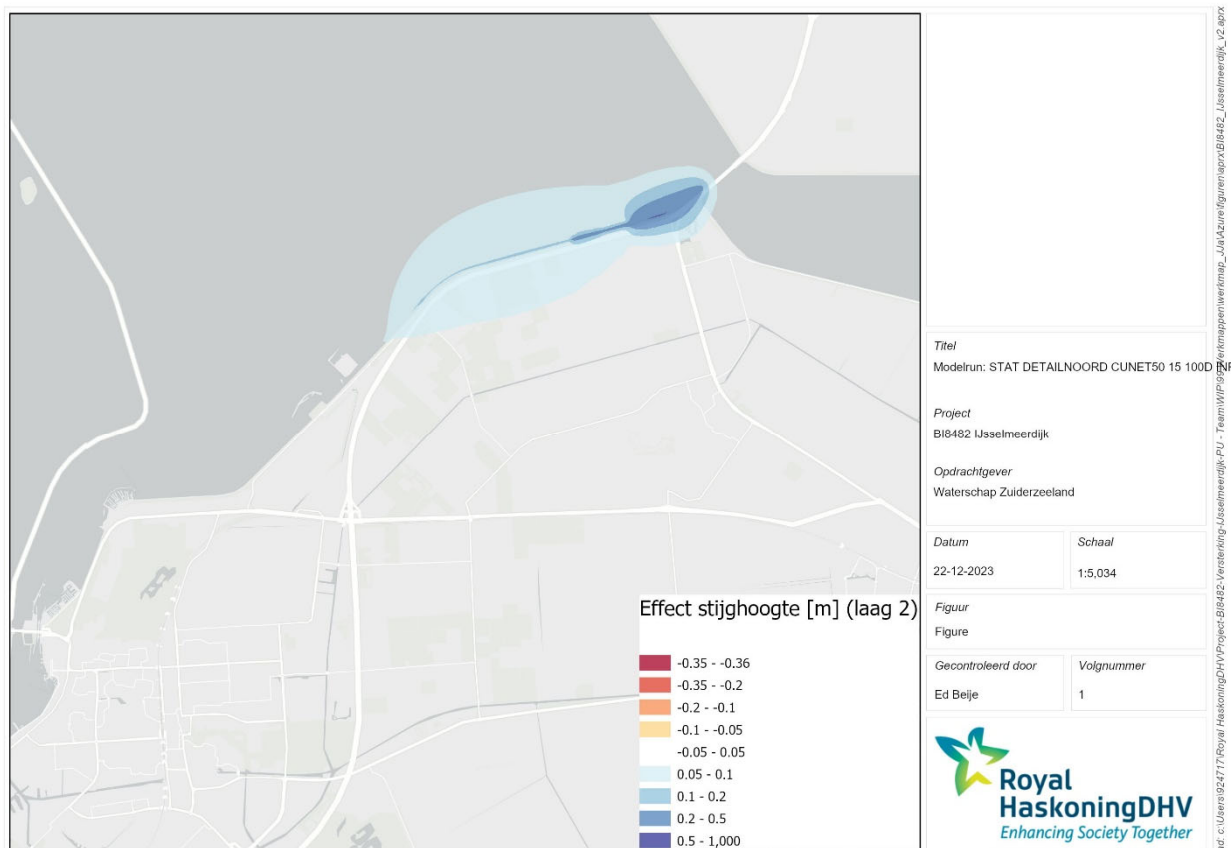 Effect stijghoogte [m] (laag 2)
-0.35 - -0.36
-0.35 - -0.2
-0.2 - -0.1
-0.1 - -0.05
-0.05 - 0.05
0.05 - 0.1
0.1 - 0.2
0.2 - 0.5
0.5 - 1,000
Titel
Modelrun: STAT DETAILNOORD CUNET50 15 100D
Project
BI8482 IJsselmeerdijk
Opdrachtgever
Waterschap Zuiderzeeland
Datum
22-12-2023
Schaal
1:5,034
Figuur
Figure
Gecontroleerd door
Ed Beije
Volgnummer
1
Royal
HaskoningDHV
Enhancing Society Together